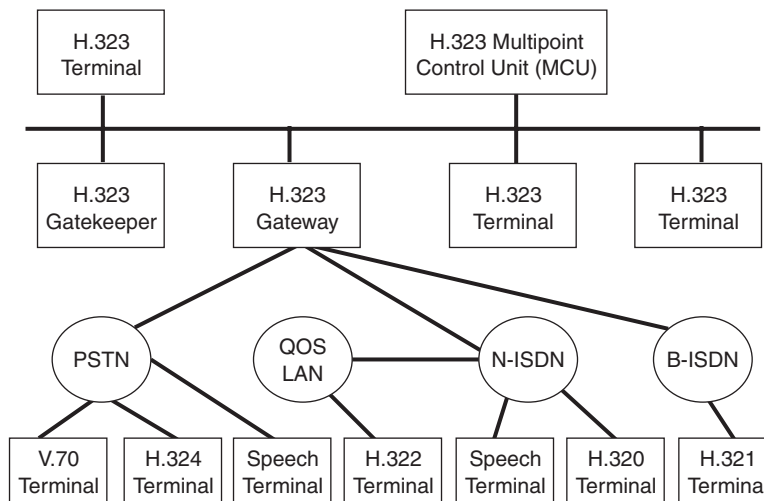 H.323
Terminal
H.323 Multipoint
Control Unit (MCU)
H.323
Gatekeeper
H.323
Gateway
H.323
Terminal
H.323
Terminal
PSTN
QOS
LAN
N-ISDN
B-ISDN
V.70
Terminal
H.324
Terminal
Speech
Terminal
H.322
Terminal
Speech
Terminal
H.320
Terminal
H.321
Terminal